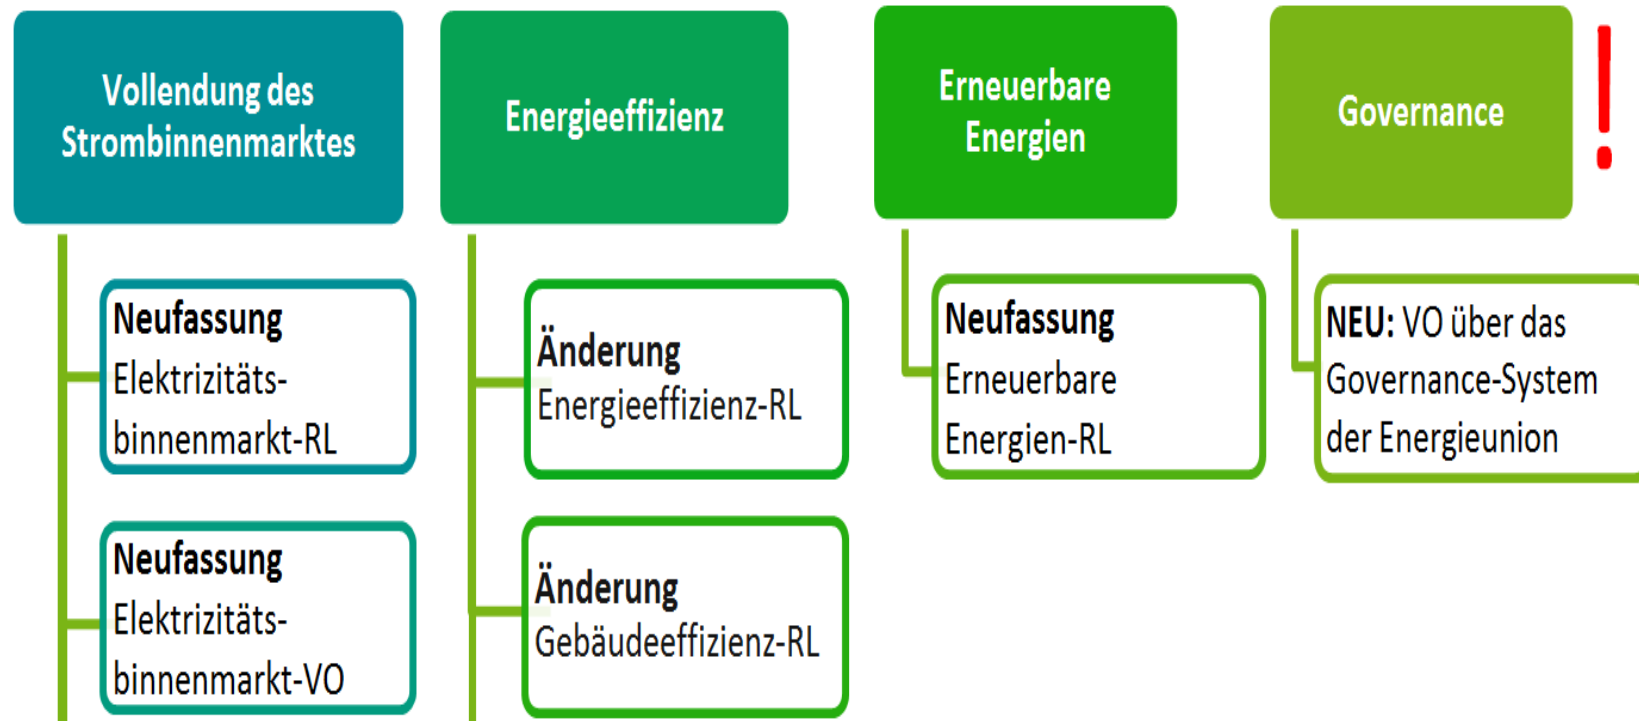 Vollendung des
Strombinnenmarktes
Energieeffizienz
Erneuerbare
Energien
Governance
!
Neufassung
Elektrizitäts-
binnenmarkt-RL
Änderung
Energieeffizienz-RL
Neufassung
Erneuerbare
Energien-RL
NEU: VO über das
Governance-System
der Energieunion
Neufassung
Elektrizitäts-
binnenmarkt-VO
Änderung
Gebäudeeffizienz-RL